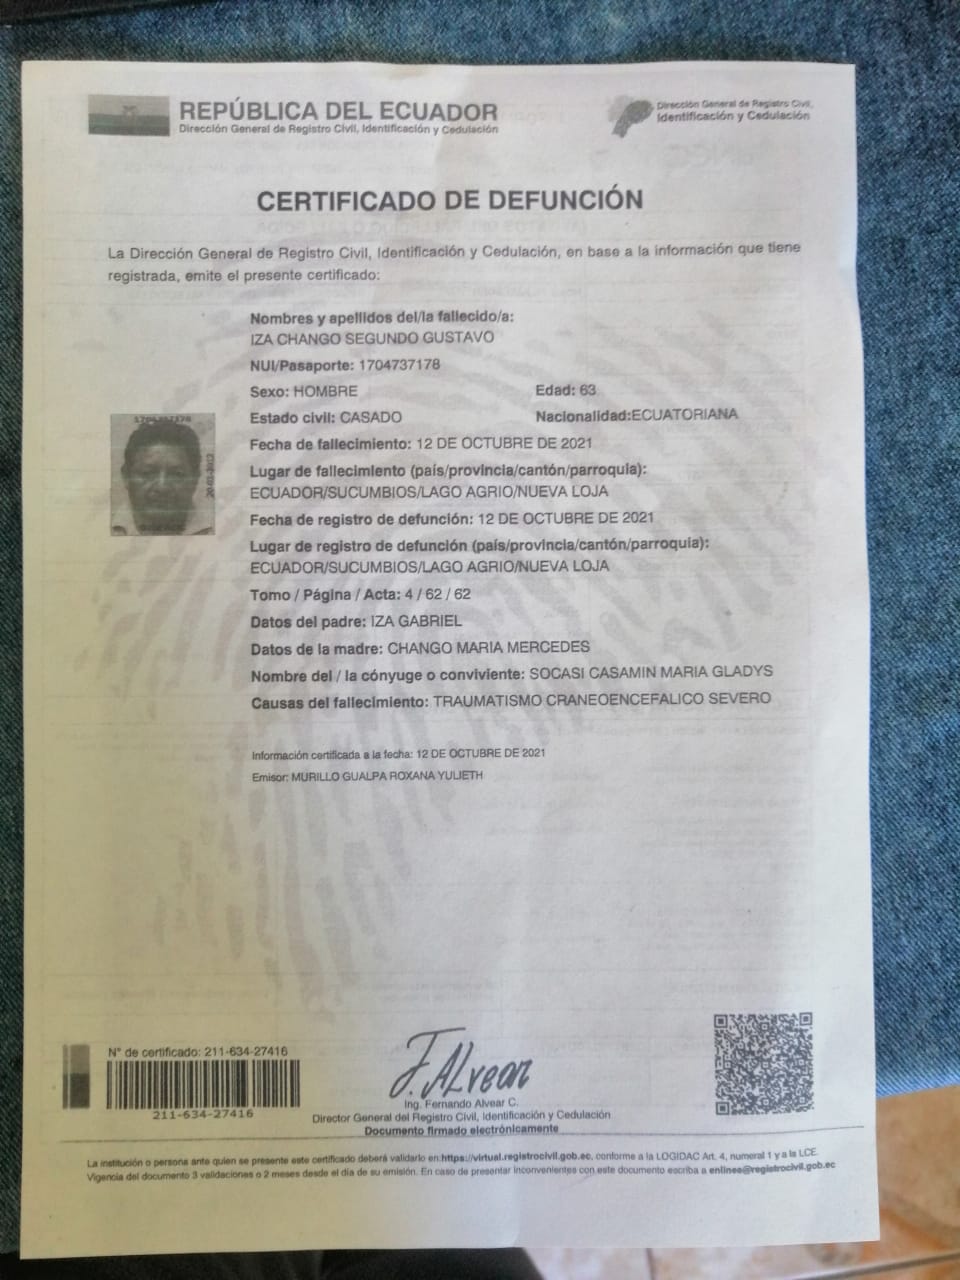 REPÚBLICA DEL ECUADOR
Dirección General de Registro Civil, Identificación y Cedulación
Dirección General de Registro Civil,
Identificación y Cedulación
CERTIFICADO DE DEFUNCIÓN
La Dirección General de Registro Civil, Identificación y Cedulación, en base a la información que tiene
registrada, emite el presente certificado:
Nombres y apellidos del/la fallecido/a:
IZA CHANGO SEGUNDO GUSTAVO
NUI/Pasaporte: 1704737178
Sexo: HOMBRE Edad: 63
Estado civil: CASADO Nacionalidad:ECUATORIANA
Fecha de fallecimiento: 12 DE OCTUBRE DE 2021
Lugar de fallecimiento (país/provincia/cantón/parroquia):
ECUADOR/SUCUMBIOS/LAGO AGRIO/NUEVA LOJA
Fecha de registro de defunción: 12 DE OCTUBRE DE 2021
Lugar de registro de defunción (país/provincia/cantón/parroquia):
ECUADOR/SUCUMBIOS/LAGO AGRIO/NUEVA LOJA
Tomo / Página / Acta: 4 / 62 / 62
Datos del padre: IZA GABRIEL
Datos de la madre: CHANGO MARIA MERCEDES
Nombre del / la cónyuge o conviviente: SOCASI CASAMIN MARIA GLADYS
Causas del fallecimiento: TRAUMATISMO CRANEOENCEFALICO SEVERO
Información certificada a la fecha: 12 DE OCTUBRE DE 2021
Emisor: MURILLO GUALPA ROXANA YULIETH
N° de certificado: 211-634-27416
211-634-27416
F. ALvear
Ing. Fernando Alvear C.
Director General del Registro Civil, Identificación y Cedulación
Documento firmado electrónicamente
La institución o persona ante quien se presente este certificado deberá validarlo en:https://virtual.registrocivil.gob.ec, conforme a la LOGIDAC Art. 4, numeral 1 y a la LCE.
Vigencia del documento 3 validaciones o 2 meses desde el día de su emisión. En caso de presentar inconvenientes con este documento escriba a enlinea@registrocivil.gob.ec